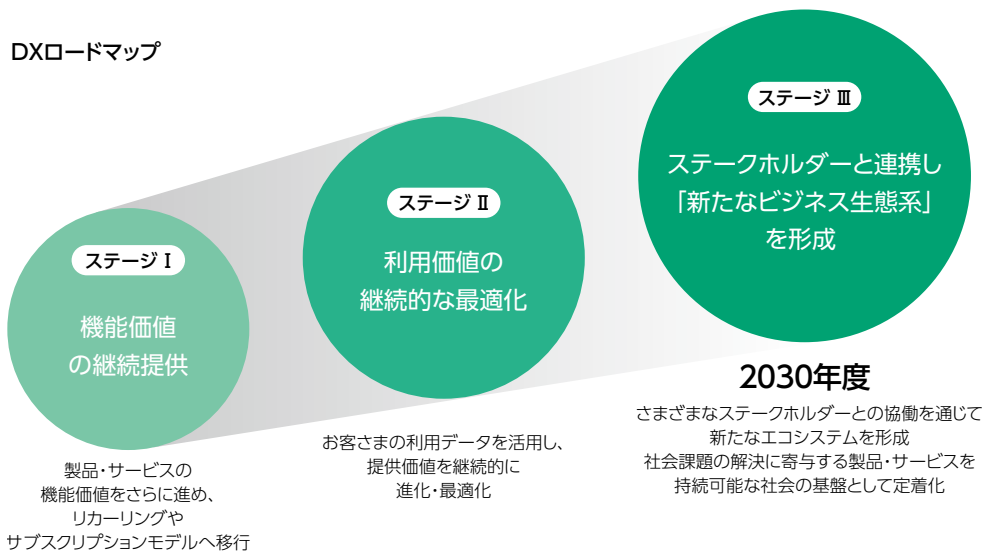 DXロードマップ
ステージ Ⅰ
機能価値
の継続提供
製品・サービスの
機能価値をさらに進め、
リカーリングや
サブスクリプションモデルへ移行
ステージ Ⅱ
利用価値の
継続的な最適化
お客さまの利用データを活用し、
提供価値を継続的に
進化・最適化
ステージ Ⅲ
ステークホルダーと連携し
「新たなビジネス生態系」
を形成
2030年度
さまざまなステークホルダーとの協働を通じて
新たなエコシステムを形成
社会課題の解決に寄与する製品・サービスを
持続可能な社会の基盤として定着化